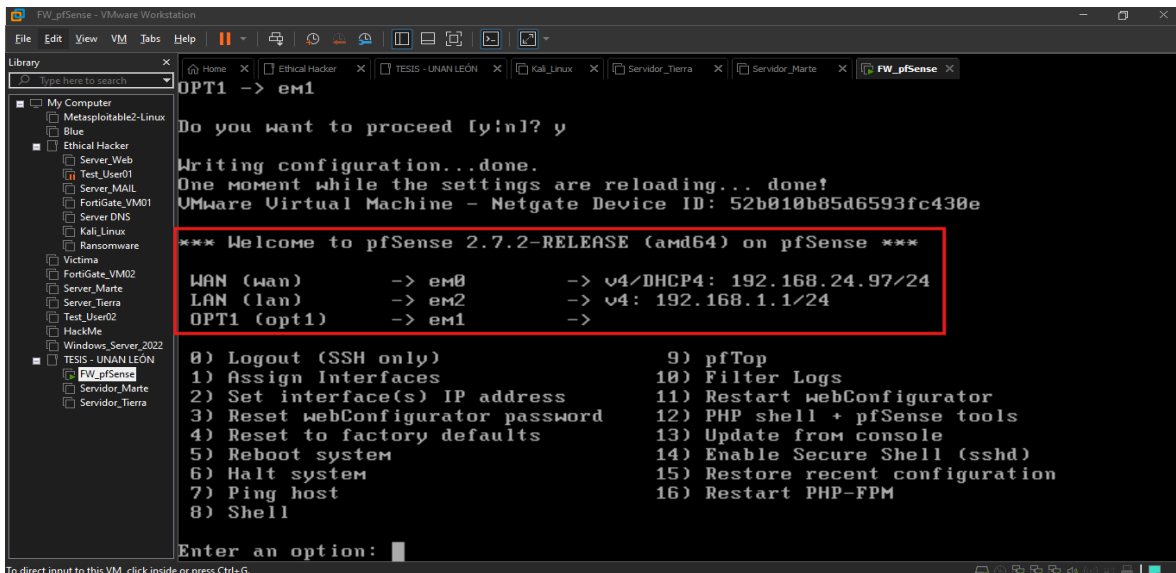 FW_pfSense - VMware Workstation
File Edit View VM Tabs Help
Library
Type here to search
My Computer
Metasploitable2-Linux
Blue
Ethical Hacker
Server_Web
Test_User01
Server_MAIL
FortiGate_VM01
Server DNS
Kali_Linux
Ransomware
Victima
FortiGate_VM02
Server_Marte
Server_Tierra
Test_User02
HackMe
Windows_Server_2022
TESIS - UNAN LEÓN
FW_pfSense
Servidor_Marte
Servidor_Tierra
Home Ethical Hacker TESIS - UNAN LEÓN Kali_Linux Servidor_Tierra Servidor_Marte FW_pfSense
OPT1 -> em1
Do you want to proceed [y|n]? y
Writing configuration...done.
One moment while the settings are reloading... done!
VMware Virtual Machine - Netgate Device ID: 52b010b85d6593fc430e
*** Welcome to pfSense 2.7.2-RELEASE (amd64) on pfSense ***
WAN (wan) -> em0 -> v4/DHCP4: 192.168.24.97/24
LAN (lan) -> em2 -> v4: 192.168.1.1/24
OPT1 (opt1) -> em1 ->
0) Logout (SSH only) 9) pfTop
1) Assign Interfaces 10) Filter Logs
2) Set interface(s) IP address 11) Restart webConfigurator
3) Reset webConfigurator password 12) PHP shell + pfSense tools
4) Reset to factory defaults 13) Update from console
5) Reboot system 14) Enable Secure Shell (sshd)
6) Halt system 15) Restore recent configuration
7) Ping host 16) Restart PHP-FPM
8) Shell
Enter an option:
To direct input to this VM, click inside or press Ctrl+G.